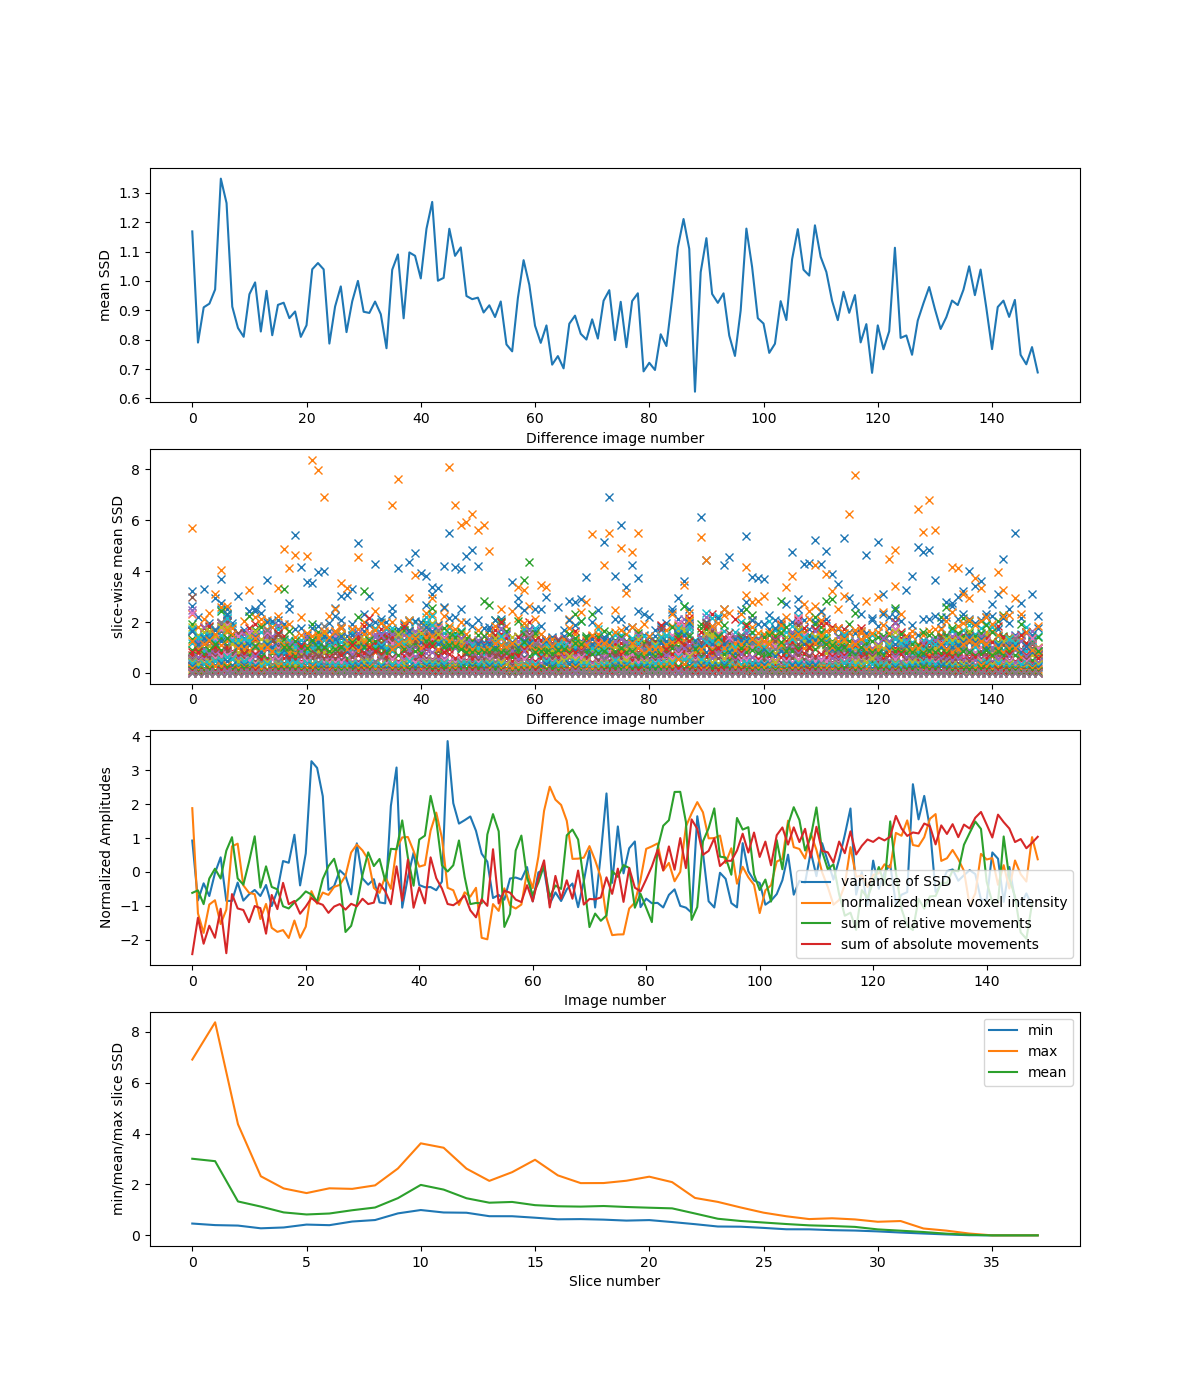 1.3
1.2
1.1
1.0
0.9
0.8
0.7
0.6
mean SSD
0 20 40 60 80 100 120 140
Difference image number
8
6
4
2
0
slice-wise mean SSD
0 20 40 60 80 100 120 140
Difference image number
4
3
2
1
0
−1
−2
Normalized Amplitudes
variance of SSD
normalized mean voxel intensity
sum of relative movements
sum of absolute movements
0 20 40 60 80 100 120 140
Image number
8
6
4
2
0
min/mean/max slice SSD
min
max
mean
0 5 10 15 20 25 30 35
Slice number